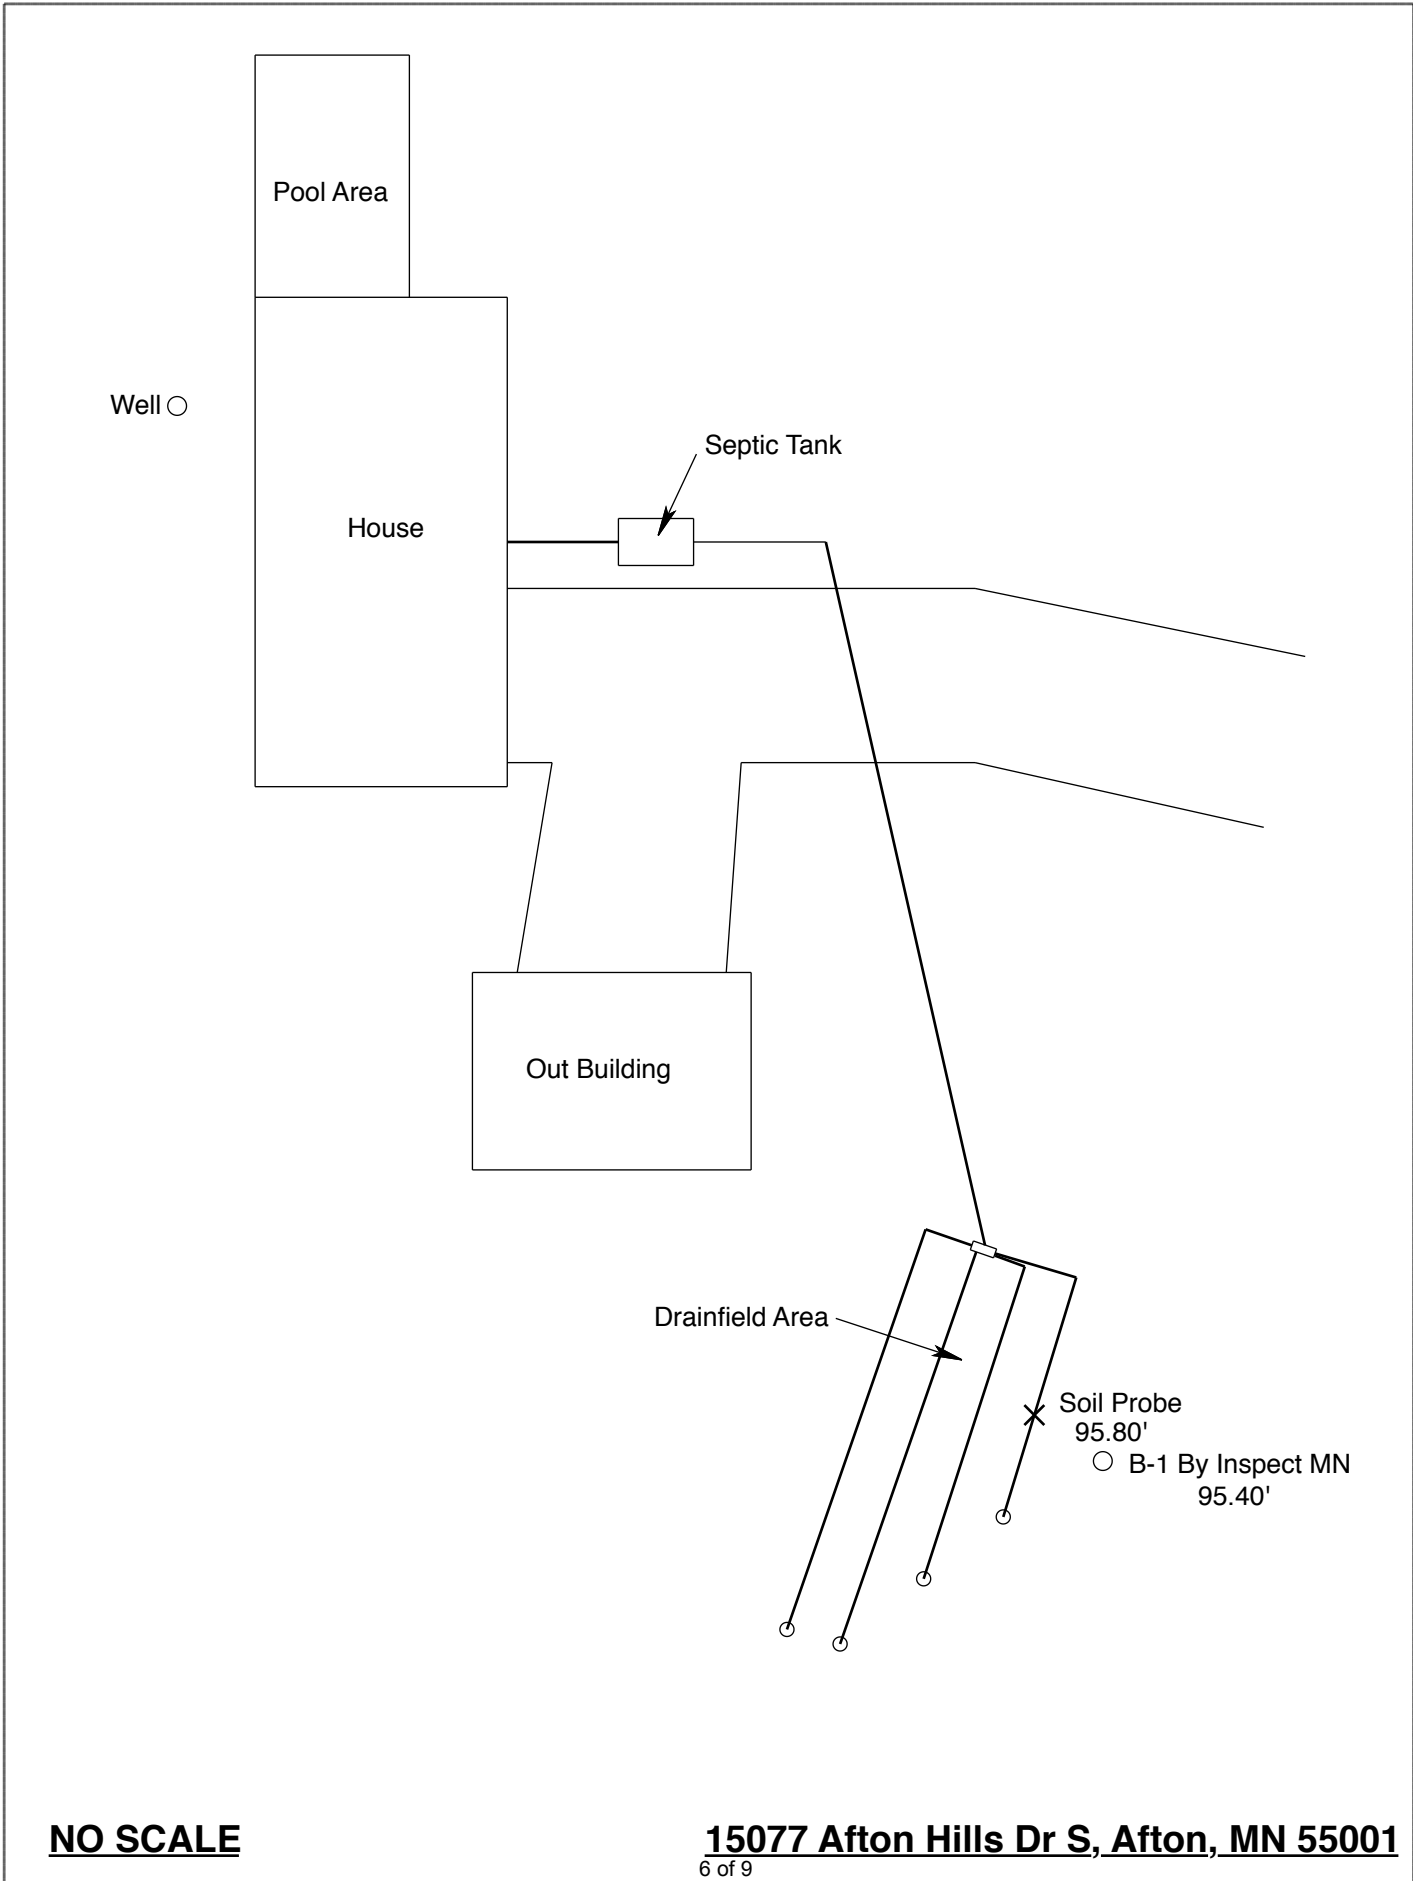 Pool Area
Well
Septic Tank
House
Out Building
Drainfield Area
Soil Probe
95.80'
B-1 By Inspect MN
95.40'
NO SCALE
15077 Afton Hills Dr S, Afton, MN 55001
6 of 9